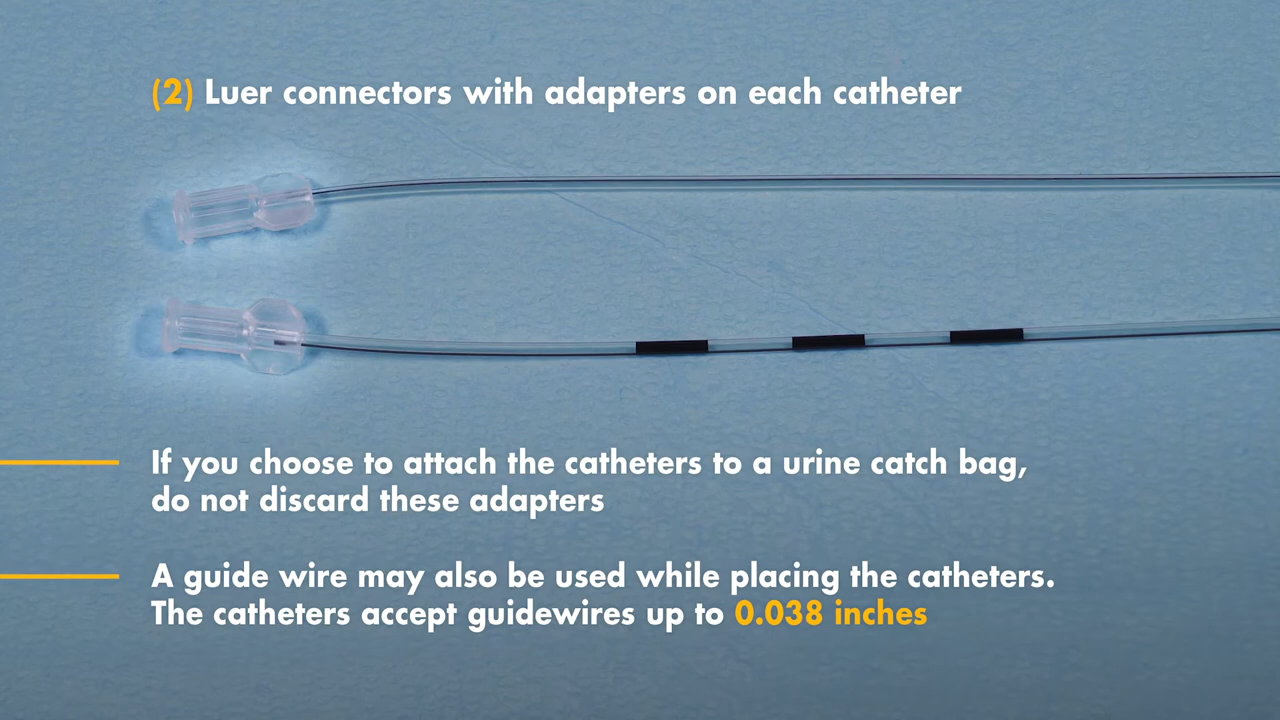 (2) Luer connectors with adapters on each catheter
If you choose to attach the catheters to a urine catch bag,
do not discard these adapters
A guide wire may also be used while placing the catheters.
The catheters accept guidewires up to 0.038 inches